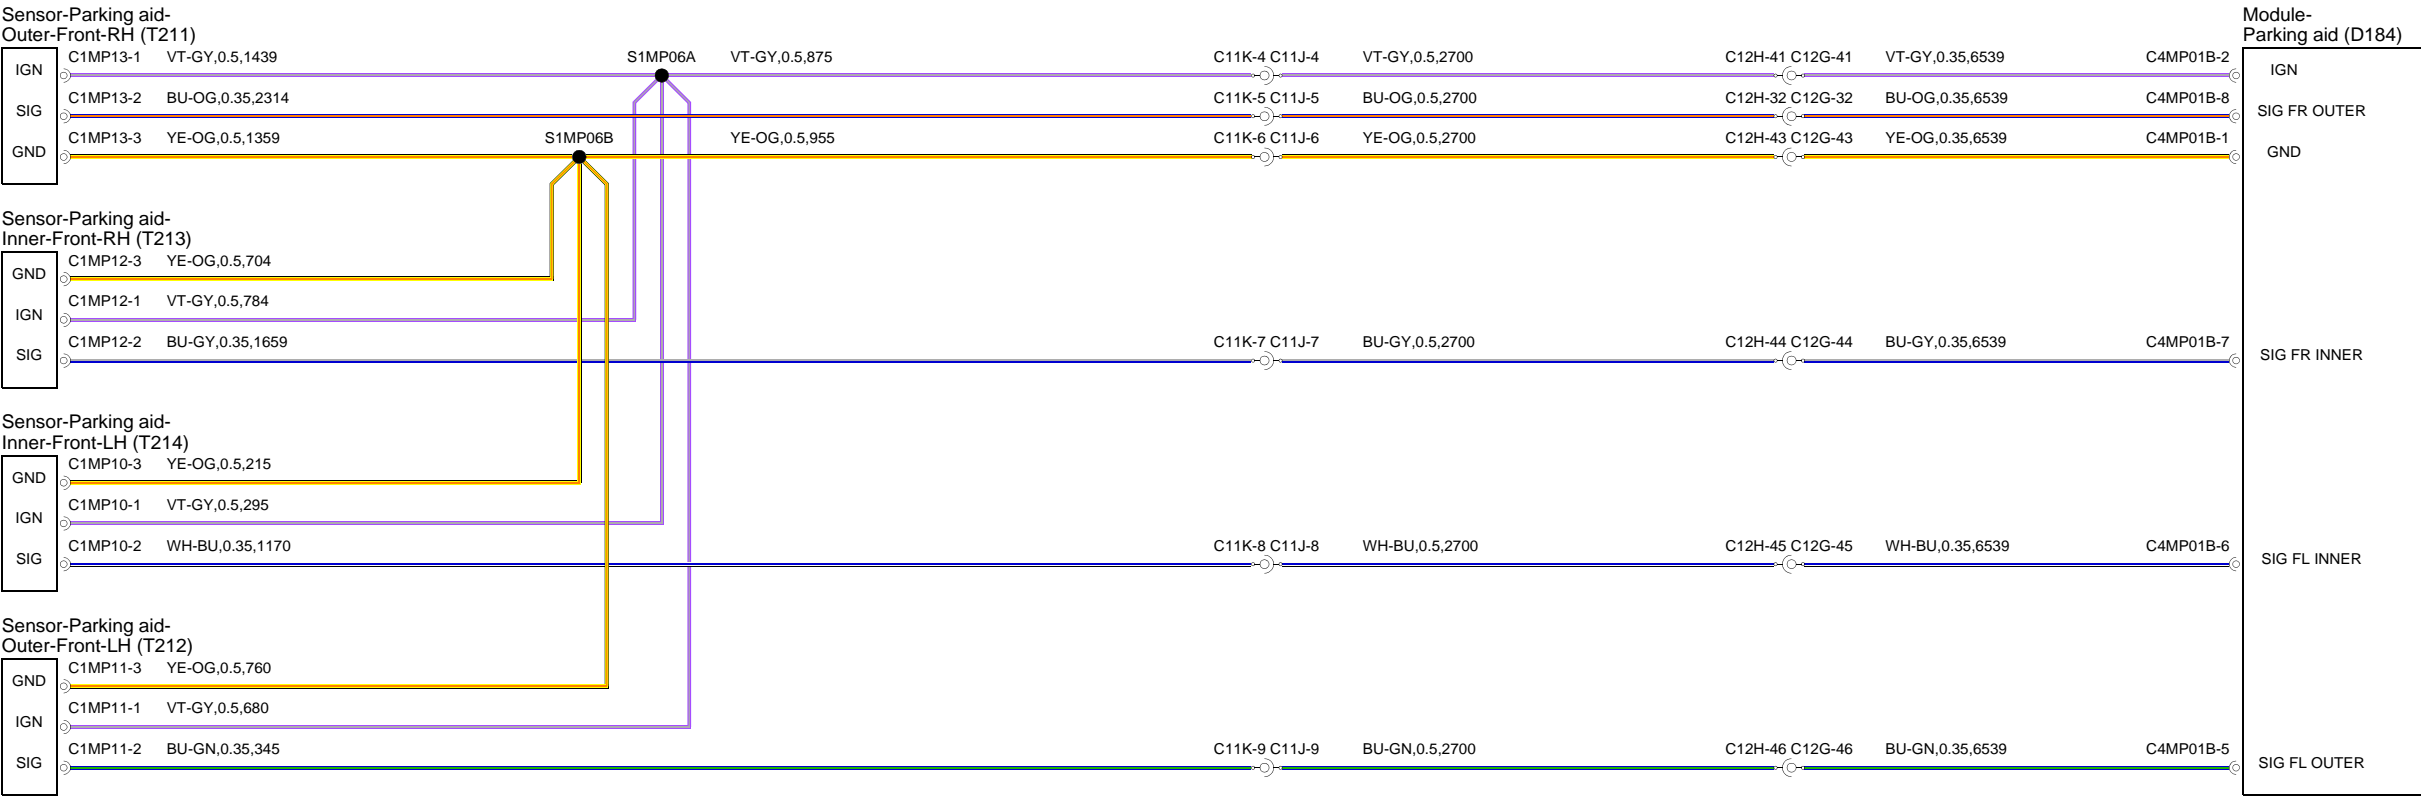 Sensor-Parking aid-
Outer-Front-RH (T211)
Module-
Parking aid (D184)
IGN C1MP13-1 VT-GY,0.5,1439 S1MP06A VT-GY,0.5,875 C11K-4 C11J-4 VT-GY,0.5,2700 C12H-41 C12G-41 VT-GY,0.35,6539 C4MP01B-2 IGN
SIG C1MP13-2 BU-OG,0.35,2314 C11K-5 C11J-5 BU-OG,0.5,2700 C12H-32 C12G-32 BU-OG,0.35,6539 C4MP01B-8 SIG FR OUTER
GND C1MP13-3 YE-OG,0.5,1359 S1MP06B YE-OG,0.5,955 C11K-6 C11J-6 YE-OG,0.5,2700 C12H-43 C12G-43 YE-OG,0.35,6539 C4MP01B-1 GND
Sensor-Parking aid-
Inner-Front-RH (T213)
GND C1MP12-3 YE-OG,0.5,704
IGN C1MP12-1 VT-GY,0.5,784
SIG C1MP12-2 BU-GY,0.35,1659 C11K-7 C11J-7 BU-GY,0.5,2700 C12H-44 C12G-44 BU-GY,0.35,6539 C4MP01B-7 SIG FR INNER
Sensor-Parking aid-
Inner-Front-LH (T214)
GND C1MP10-3 YE-OG,0.5,215
IGN C1MP10-1 VT-GY,0.5,295
SIG C1MP10-2 WH-BU,0.35,1170 C11K-8 C11J-8 WH-BU,0.5,2700 C12H-45 C12G-45 WH-BU,0.35,6539 C4MP01B-6 SIG FL INNER
Sensor-Parking aid-
Outer-Front-LH (T212)
GND C1MP11-3 YE-OG,0.5,760
IGN C1MP11-1 VT-GY,0.5,680
SIG C1MP11-2 BU-GN,0.35,345 C11K-9 C11J-9 BU-GN,0.5,2700 C12H-46 C12G-46 BU-GN,0.35,6539 C4MP01B-5 SIG FL OUTER